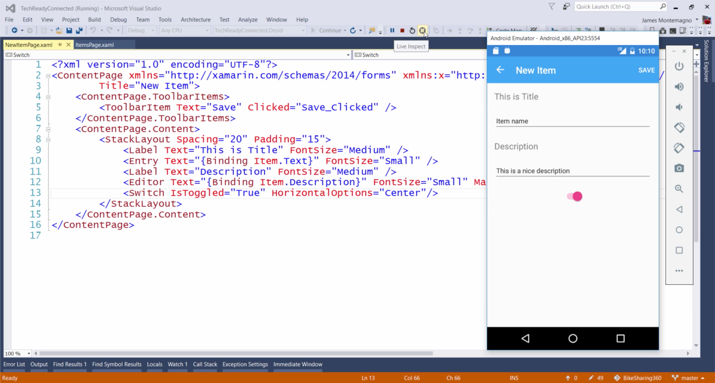 TechReadyConnected (Running) - Microsoft Visual Studio
Quick Launch (Ctrl+Q)
File Edit View Project Build Debug Team Tools Architecture Test Analyze Window Help
James Montemagno
Debug Any CPU TechReadyConnected.Droid Continue
Live Inspect
NewItemPage.xaml ItemsPage.xaml
Switch Switch
Solution Explorer
1 <?xml version="1.0" encoding="UTF-8"?>
2 <ContentPage xmlns="http://xamarin.com/schemas/2014/forms" xmlns:x="http:
3 Title="New Item">
4 <ContentPage.ToolbarItems>
5 <ToolbarItem Text="Save" Clicked="Save_Clicked" />
6 </ContentPage.ToolbarItems>
7 <ContentPage.Content>
8 <StackLayout Spacing="20" Padding="15">
9 <Label Text="This is Title" FontSize="Medium" />
10 <Entry Text="{Binding Item.Text}" FontSize="Small" />
11 <Label Text="Description" FontSize="Medium" />
12 <Editor Text="{Binding Item.Description}" FontSize="Small" Ma
13 <Switch IsToggled="True" HorizontalOptions="Center"/>
14 </StackLayout>
15 </ContentPage.Content>
16 </ContentPage>
17
Android Emulator - Android_x86_API23:5554
10:10
New Item SAVE
This is Title
Item name
Description
This is a nice description
100 %
Error List Output Find Results 1 Find Symbol Results Locals Watch 1 Call Stack Exception Settings Immediate Window
Ready Ln 13 Col 66 Ch 66 INS 0 49 BikeSharing360 master